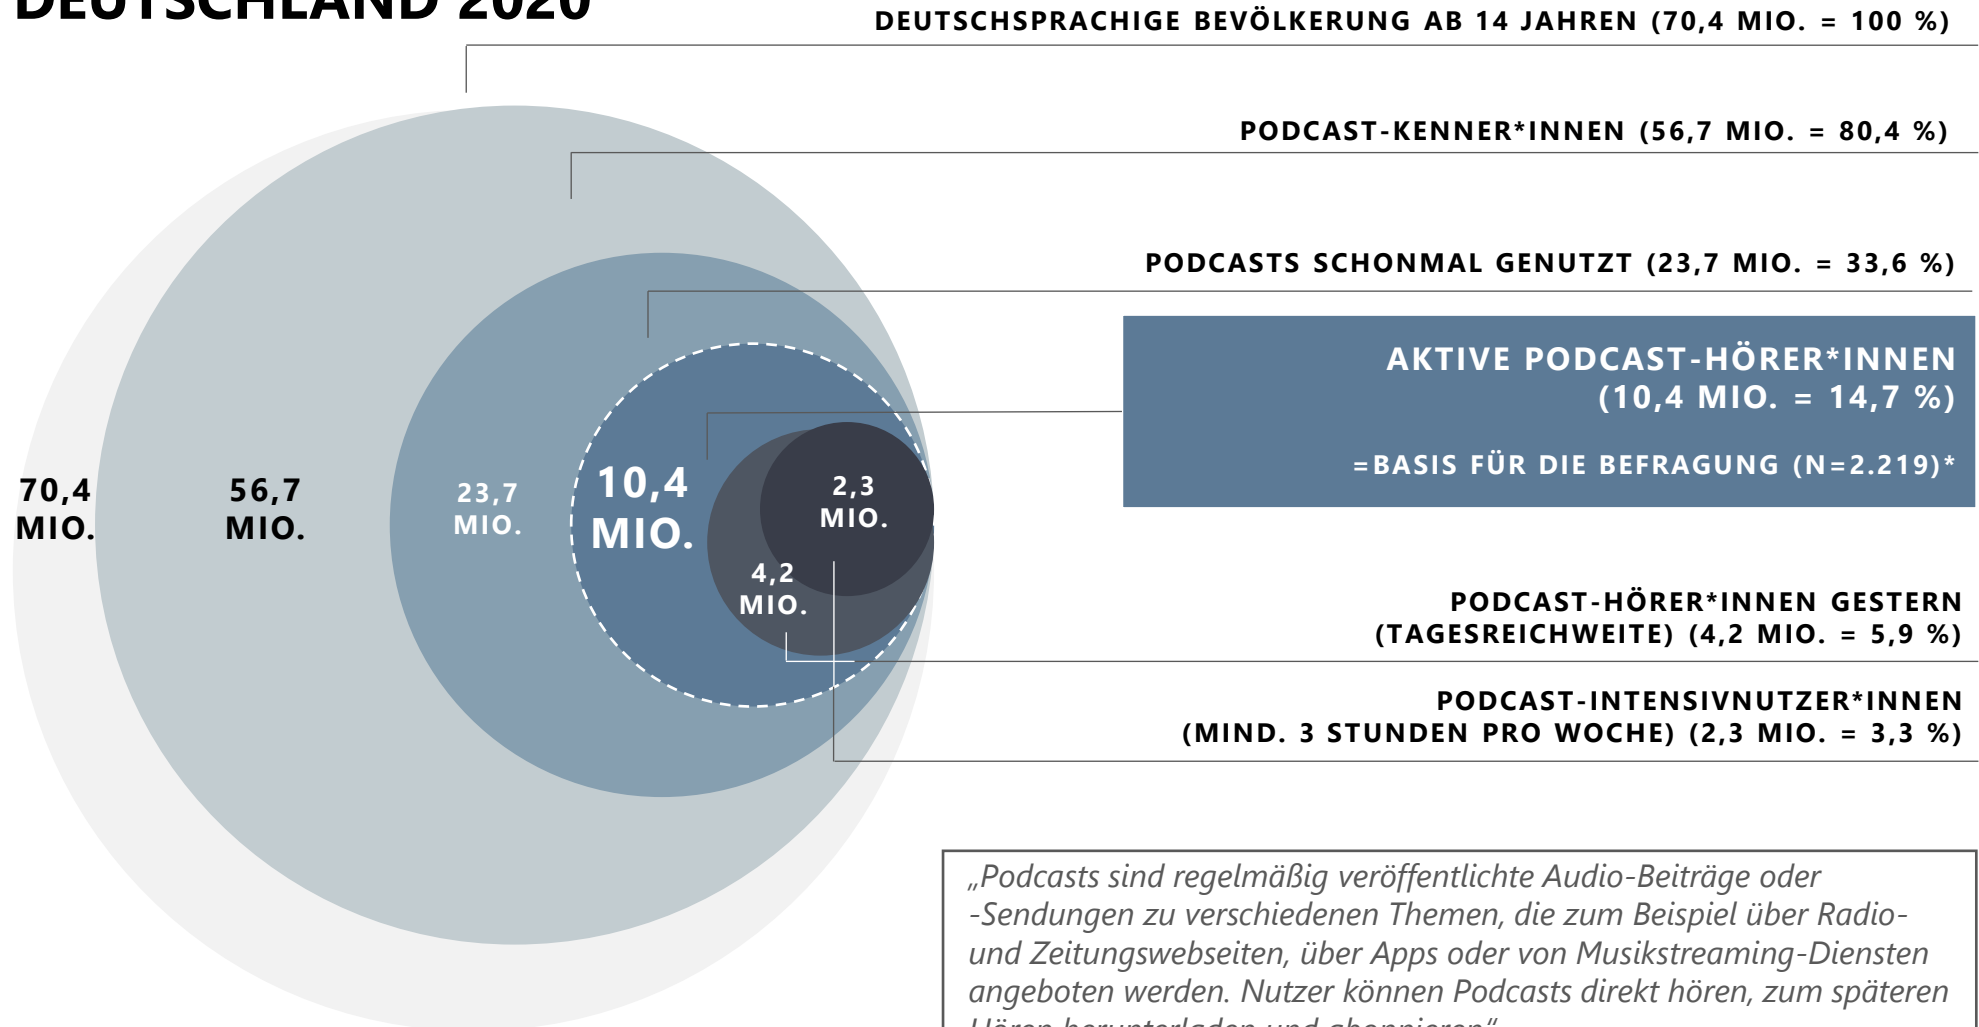 DEUTSCHLAND 2020
DEUTSCHSPRACHIGE BEVÖLKERUNG AB 14 JAHREN (70,4 MIO. = 100 %)
PODCAST-KENNER*INNEN (56,7 MIO. = 80,4 %)
PODCASTS SCHONMAL GENUTZT (23,7 MIO. = 33,6 %)
AKTIVE PODCAST-HÖRER*INNEN
(10,4 MIO. = 14,7 %)
=BASIS FÜR DIE BEFRAGUNG (N=2.219)*
70,4
MIO.
56,7
MIO.
23,7
MIO.
10,4
MIO.
2,3
MIO.
4,2
MIO.
PODCAST-HÖRER*INNEN GESTERN
(TAGESREICHWEITE) (4,2 MIO. = 5,9 %)
PODCAST-INTENSIVNUTZER*INNEN
(MIND. 3 STUNDEN PRO WOCHE) (2,3 MIO. = 3,3 %)
„Podcasts sind regelmäßig veröffentlichte Audio-Beiträge oder
-Sendungen zu verschiedenen Themen, die zum Beispiel über Radio-
und Zeitungswebseiten, über Apps oder von Musikstreaming-Diensten
angeboten werden. Nutzer können Podcasts direkt hören, zum späteren
Hören herunterladen und abonnieren“